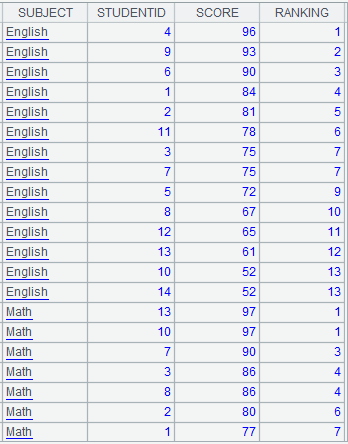 SUBJECT STUDENTID SCORE RANKING
English 4 96 1
English 9 93 2
English 6 90 3
English 1 84 4
English 2 81 5
English 11 78 6
English 3 75 7
English 7 75 7
English 5 72 9
English 8 67 10
English 12 65 11
English 13 61 12
English 10 52 13
English 14 52 13
Math 13 97 1
Math 10 97 1
Math 7 90 3
Math 3 86 4
Math 8 86 4
Math 2 80 6
Math 1 77 7